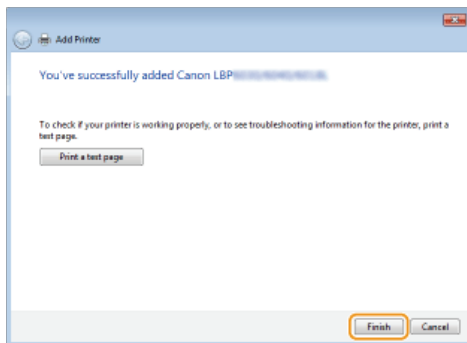 Add Printer
You've successfully added Canon LBP
To check if your printer is working properly, or to see troubleshooting information for the printer, print a
test page.
Print a test page
Finish
Cancel